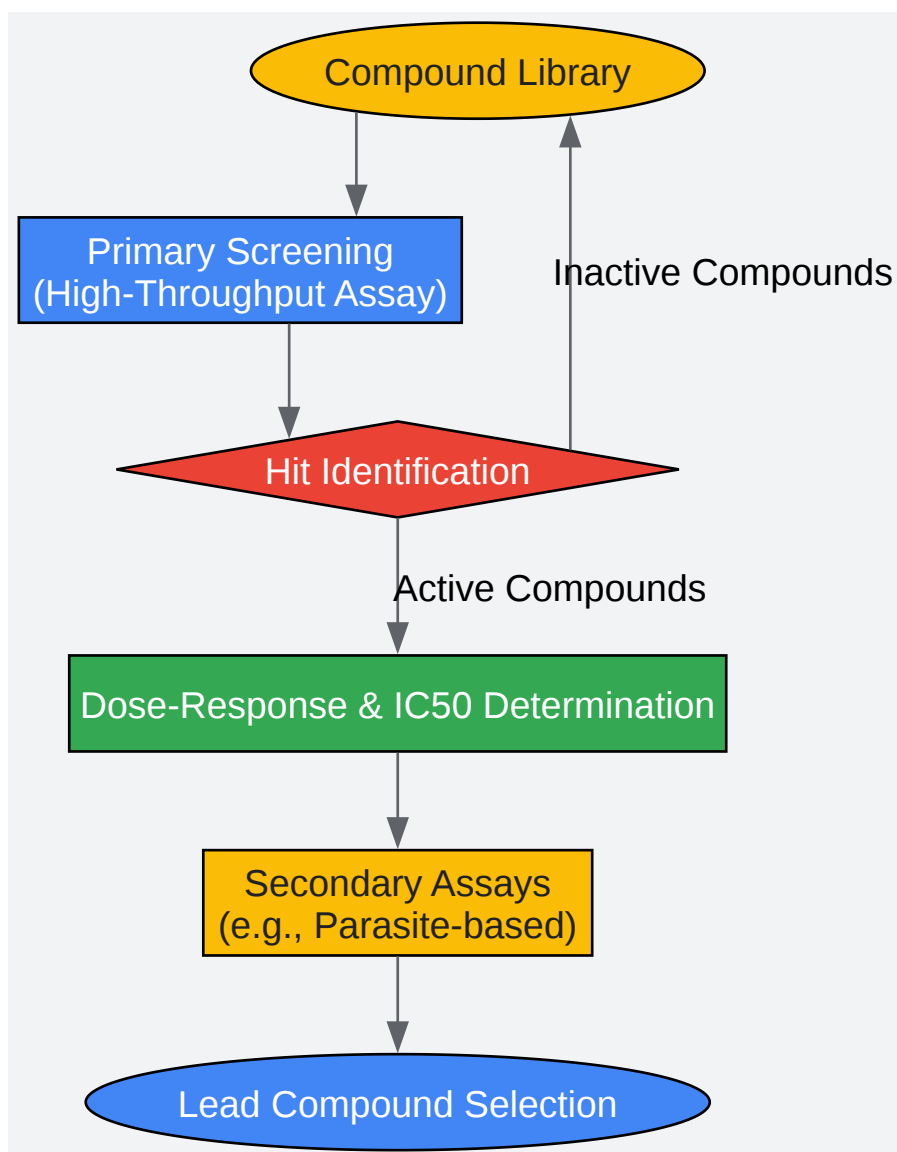 Compound Library
Primary Screening
(High-Throughput Assay)
Inactive Compounds
Hit Identification
Active Compounds
Dose-Response & IC50 Determination
Secondary Assays
(e.g., Parasite-based)
Lead Compound Selection